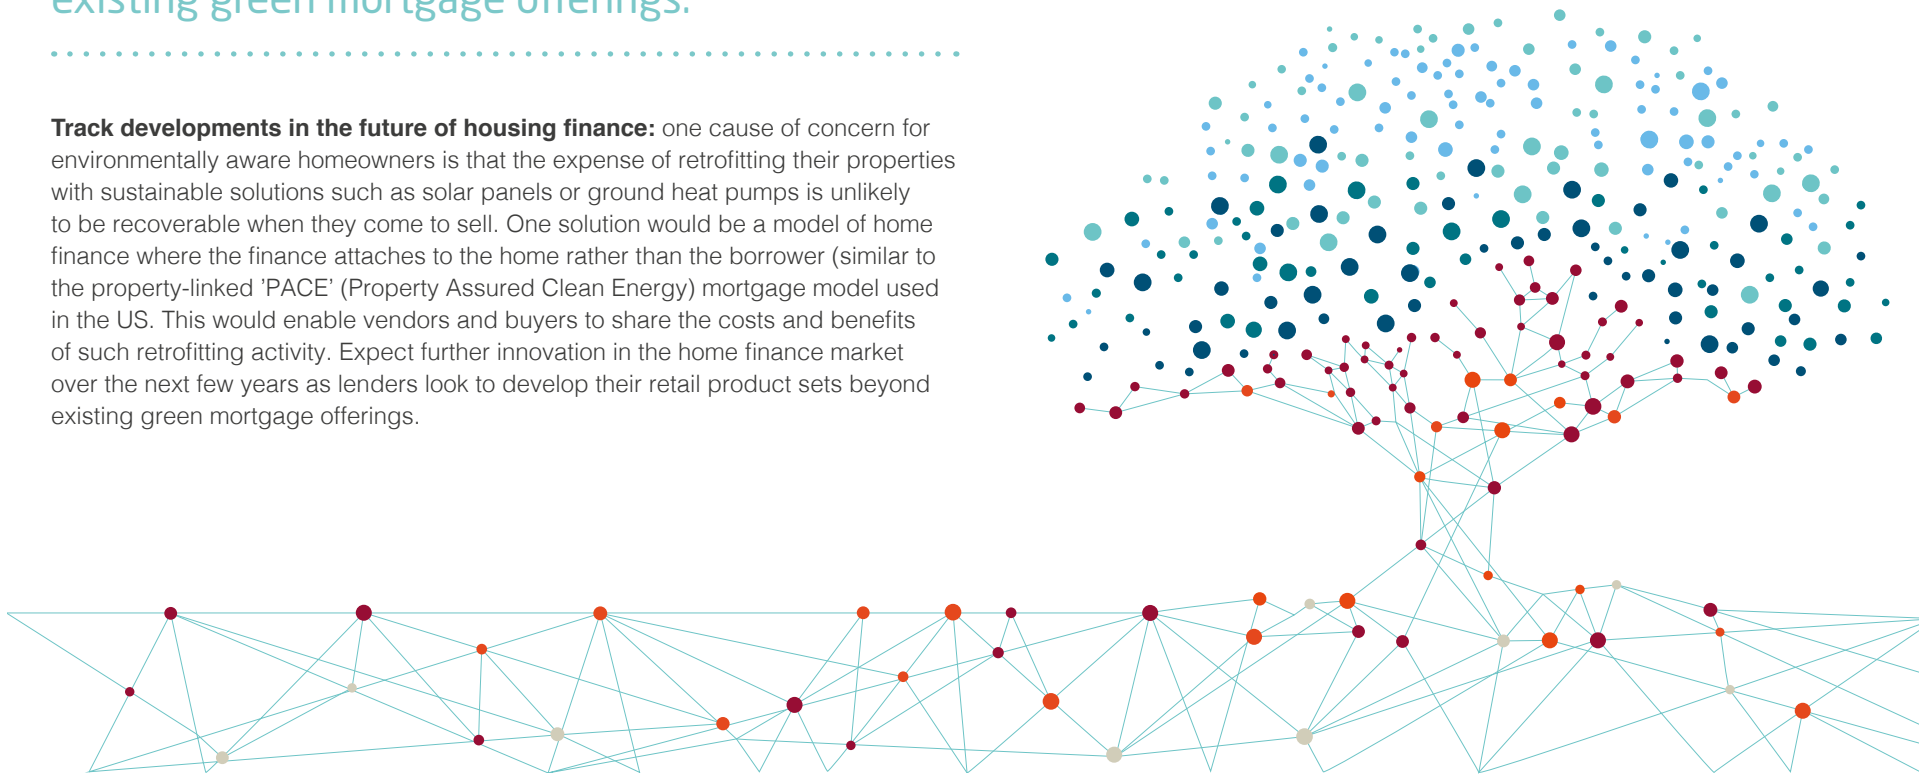 existing green mortgage offerings.
Track developments in the future of housing finance: one cause of concern for
environmentally aware homeowners is that the expense of retrofitting their properties
with sustainable solutions such as solar panels or ground heat pumps is unlikely
to be recoverable when they come to sell. One solution would be a model of home
finance where the finance attaches to the home rather than the borrower (similar to
the property-linked 'PACE' (Property Assured Clean Energy) mortgage model used
in the US. This would enable vendors and buyers to share the costs and benefits
of such retrofitting activity. Expect further innovation in the home finance market
over the next few years as lenders look to develop their retail product sets beyond
existing green mortgage offerings.